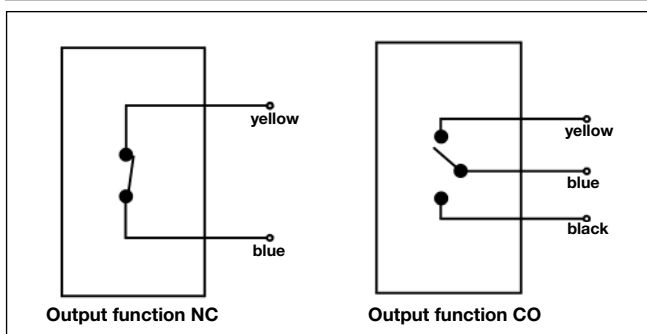 yellow
blue
Output function NC
yellow
blue
black
Output function CO